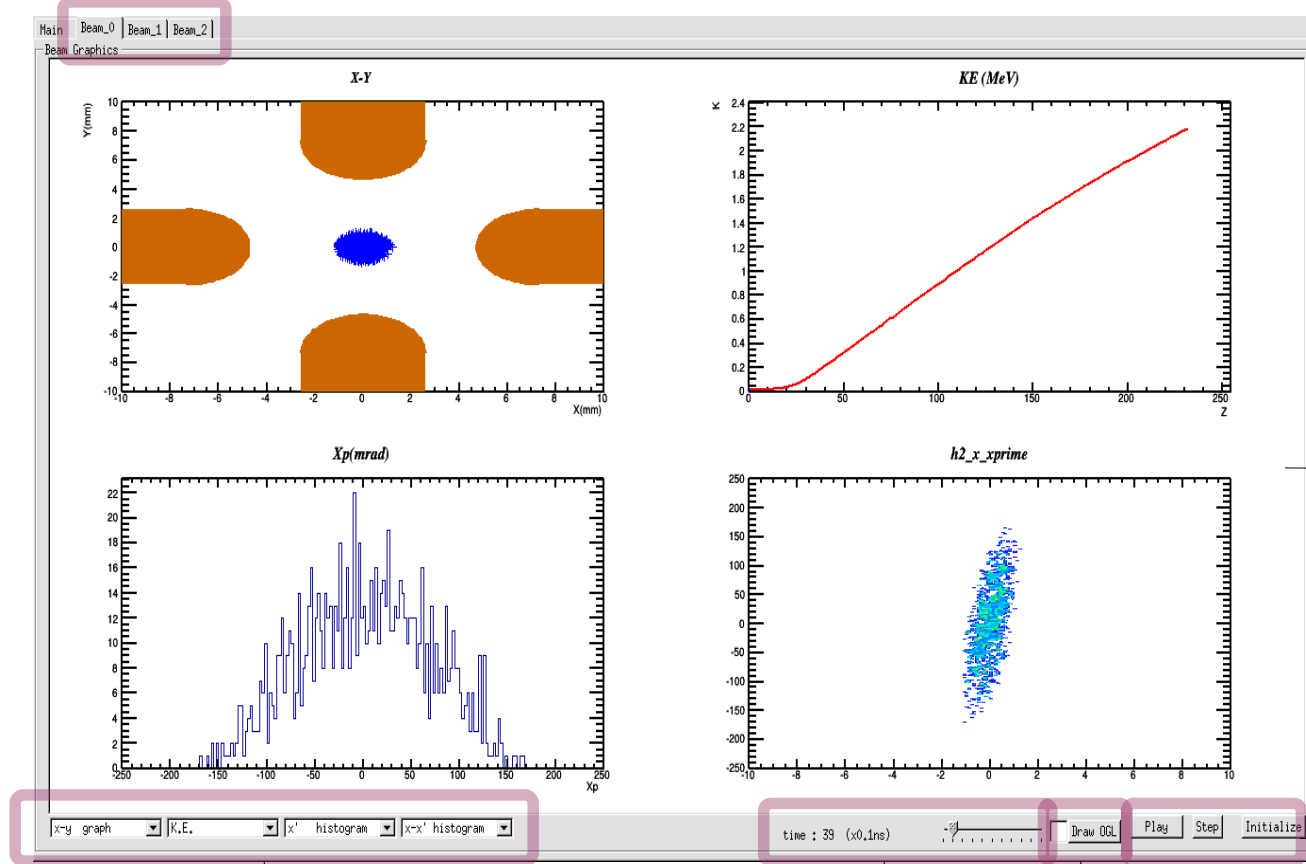 Main Beam_0 Beam_1 Beam_2
Beam Graphics
X-Y
Y(mm)
10
8
6
4
2
0
-2
-4
-6
-8
-10
-10 -8 -6 -4 -2 0 2 4 6 8 10
X(mm)
KE (MeV)
K
2.4
2.2
2
1.8
1.6
1.4
1.2
1
0.8
0.6
0.4
0.2
0
0 50 100 150 200 250
Z
Xp(mrad)
22
20
18
16
14
12
10
8
6
4
2
0
-250 -200 -150 -100 -50 0 50 100 150 200 250
Xp
h2_x_xprime
250
200
150
100
50
0
-50
-100
-150
-200
-250
-10 -8 -6 -4 -2 0 2 4 6 8 10
x-y graph K.E. x' histogram x-x' histogram time : 39 (x0.1ns) Draw OGL Play Step Initialize